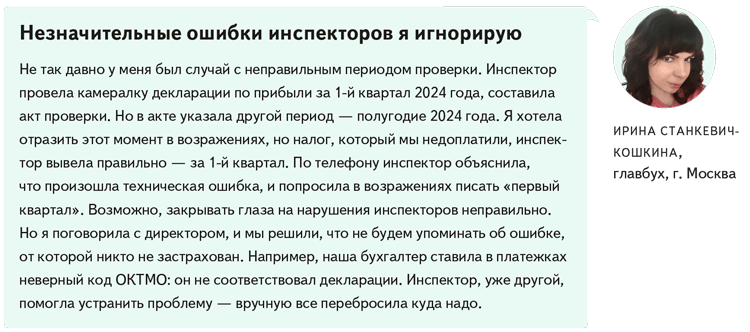 Незначительные ошибки инспекторов я игнорирую
Не так давно у меня был случай с неправильным периодом проверки. Инспектор
провела камералку декларации по прибыли за 1-й квартал 2024 года, составила
акт проверки. Но в акте указала другой период — полугодие 2024 года. Я хотела
отразить этот момент в возражениях, но налог, который мы недоплатили, инспек-
тор вывела правильно — за 1-й квартал. По телефону инспектор объяснила,
что произошла техническая ошибка, и попросила в возражениях писать «первый
квартал». Возможно, закрывать глаза на нарушения инспекторов неправильно.
Но я поговорила с директором, и мы решили, что не будем упоминать об ошибке,
от которой никто не застрахован. Например, наша бухгалтер ставила в платежках
неверный код ОКТМО: он не соответствовал декларации. Инспектор, уже другой,
помогла устранить проблему — вручную все перебросила куда надо.
ИРИНА СТАНКЕВИЧ-
КОШКИНА,
главбух, г. Москва